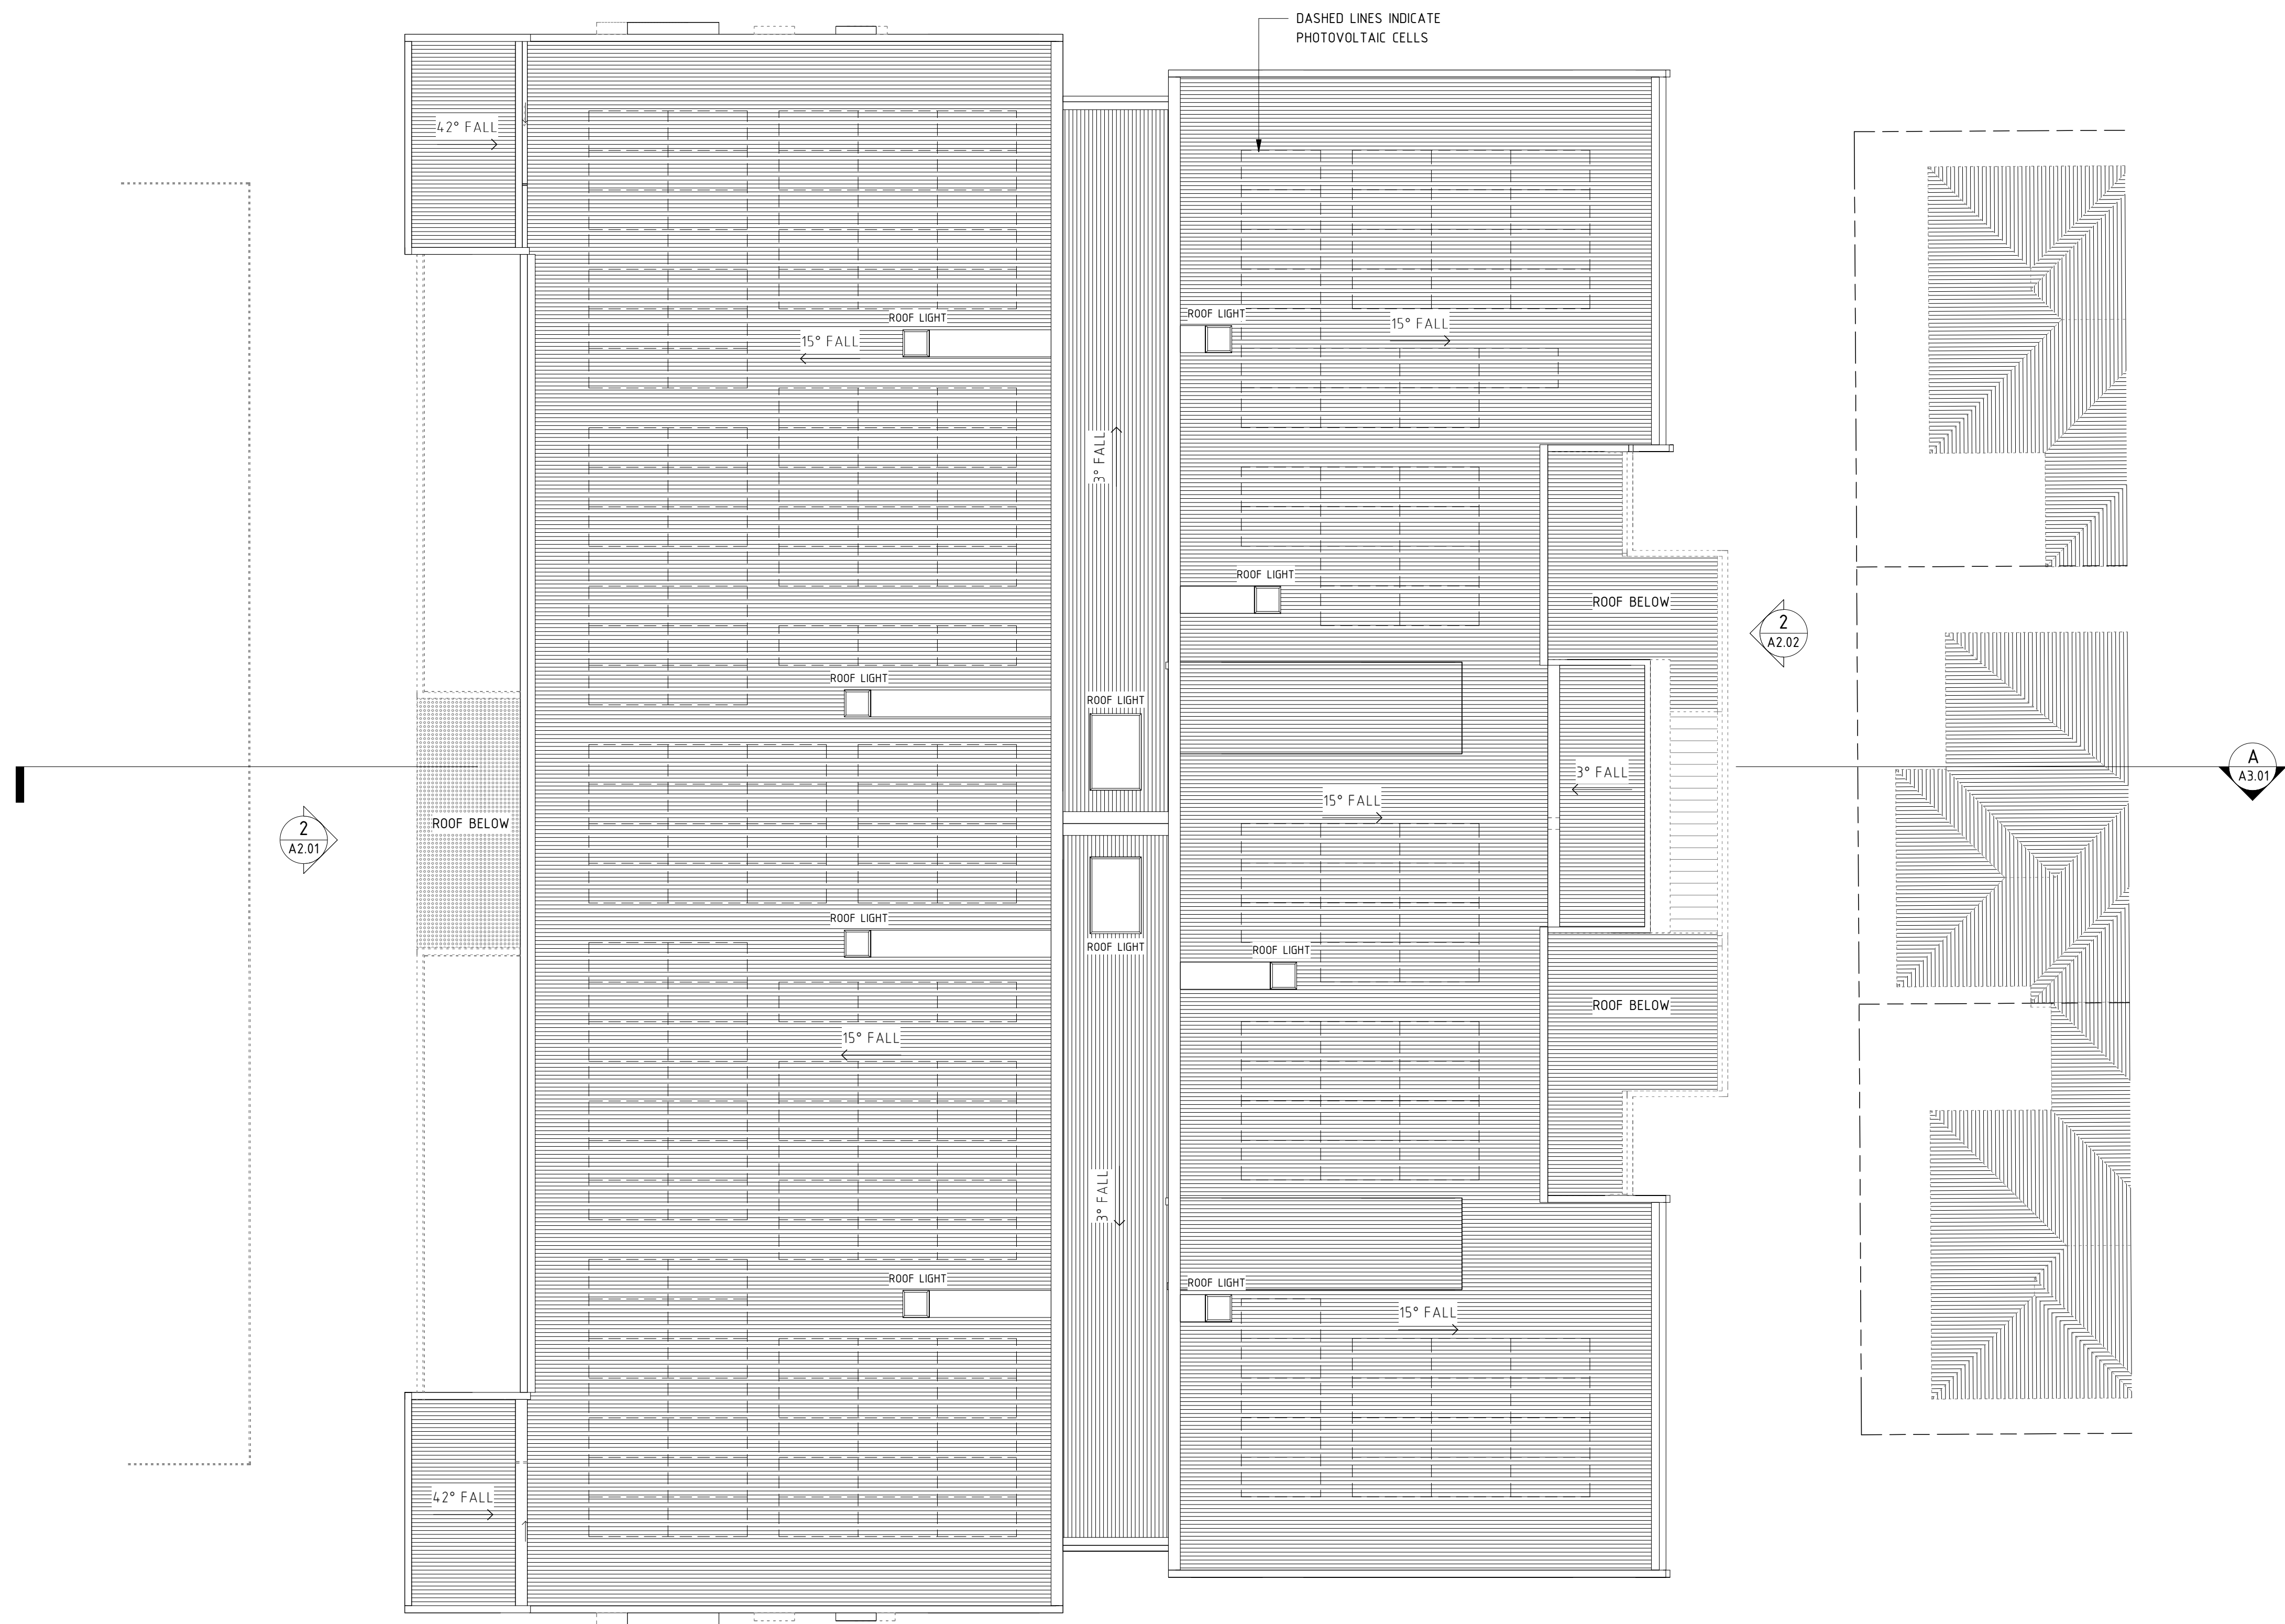 DASHED LINES INDICATE
PHOTOVOLTAIC CELLS
42° FALL
ROOF LIGHT
15° FALL
ROOF LIGHT
15° FALL
3° FALL
ROOF LIGHT
ROOF BELOW
2
A2.02
ROOF LIGHT
ROOF LIGHT
A
A3.01
3° FALL
15° FALL
2
A2.01
ROOF BELOW
ROOF LIGHT
ROOF LIGHT
ROOF LIGHT
ROOF BELOW
15° FALL
3° FALL
ROOF LIGHT
ROOF LIGHT
15° FALL
42° FALL